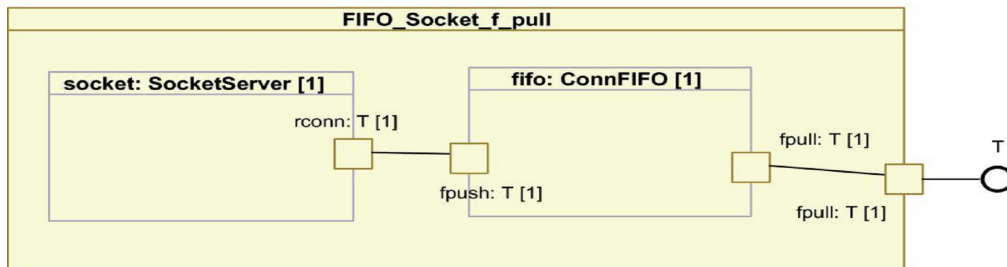 FIFO_Socket_f_pull
socket: SocketServer [1]
fifo: ConnFIFO [1]
rconn: T [1]
fpush: T [1]
fpull: T [1]
fpull: T [1]
T